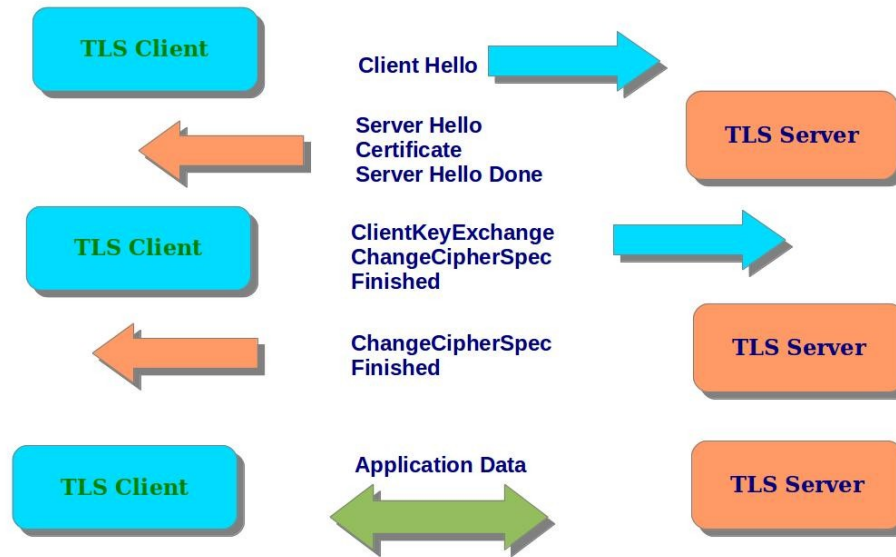 TLS Client
Client Hello
TLS Server
Server Hello
Certificate
Server Hello Done
TLS Client
ClientKeyExchange
ChangeCipherSpec
Finished
TLS Server
ChangeCipherSpec
Finished
TLS Client
Application Data
TLS Server